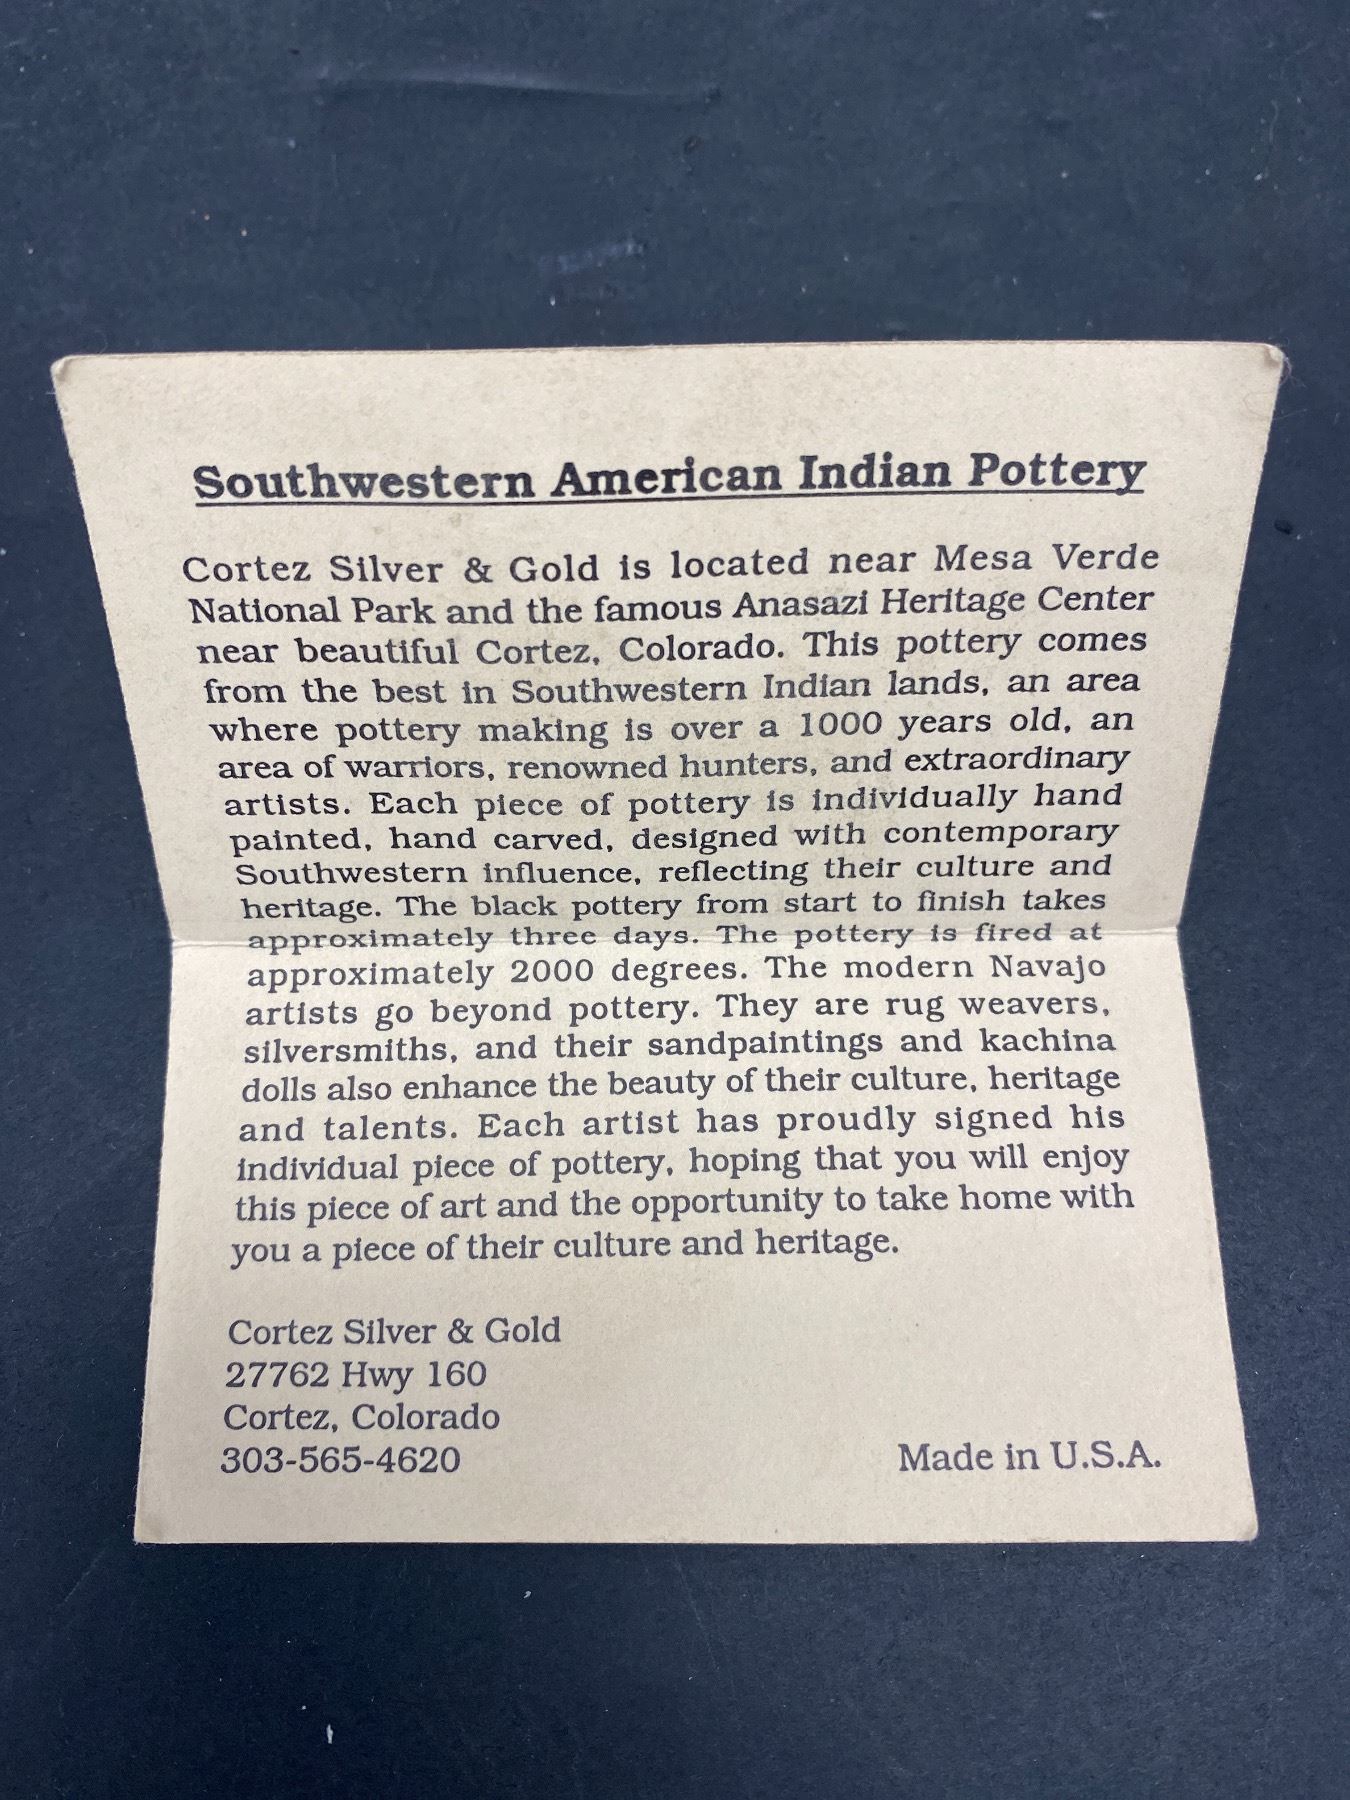 Southwestern American Indian Pottery
Cortez Silver & Gold is located near Mesa Verde
National Park and the famous Anasazi Heritage Center
near beautiful Cortez, Colorado. This pottery comes
from the best in Southwestern Indian lands, an area
where pottery making is over a 1000 years old, an
area of warriors, renowned hunters, and extraordinary
artists. Each piece of pottery is individually hand
painted, hand carved, designed with contemporary
Southwestern influence, reflecting their culture and
heritage. The black pottery from start to finish takes
approximately three days. The pottery is fired at
approximately 2000 degrees. The modern Navajo
artists go beyond pottery. They are rug weavers,
silversmiths, and their sandpaintings and kachina
dolls also enhance the beauty of their culture, heritage
and talents. Each artist has proudly signed his
individual piece of pottery, hoping that you will enjoy
this piece of art and the opportunity to take home with
you a piece of their culture and heritage.
Cortez Silver & Gold
27762 Hwy 160
Cortez, Colorado
303-565-4620
Made in U.S.A.